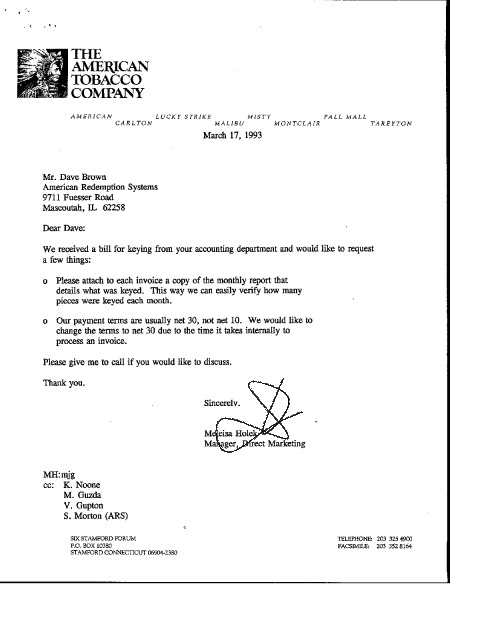 THE
AMERICAN
TOBACCO
COMPANY
AMERICAN LUCKY STRIKE MISTY PALL MALL
CARLTON MALIBU MONTCLAIR TAREYTON
March 17, 1993
Mr. Dave Brown
American Redemption Systems
9711 Fuesser Road
Mascoutah, IL 62258
Dear Dave:
We received a bill for keying from your accounting department and would like to request
a few things:
o Please attach to each invoice a copy of the monthly report that
details what was keyed. This way we can easily verify how many
pieces were keyed each month.
o Our payment terms are usually net 30, not net 10. We would like to
change the terms to net 30 due to the time it takes internally to
process an invoice.
Please give me to call if you would like to discuss.
Thank you.
Sincerely,
Holek
Manager, Direct Marketing
MH:mjg
cc: K. Noone
M. Guzda
V. Gupton
S. Morton (ARS)
SIX STAMFORD FORUM
P.O. BOX 10380
STAMFORD CONNECTICUT 06904-2380
TELEPHONE: 203 325 4900
FACSIMILE: 203 352 8164